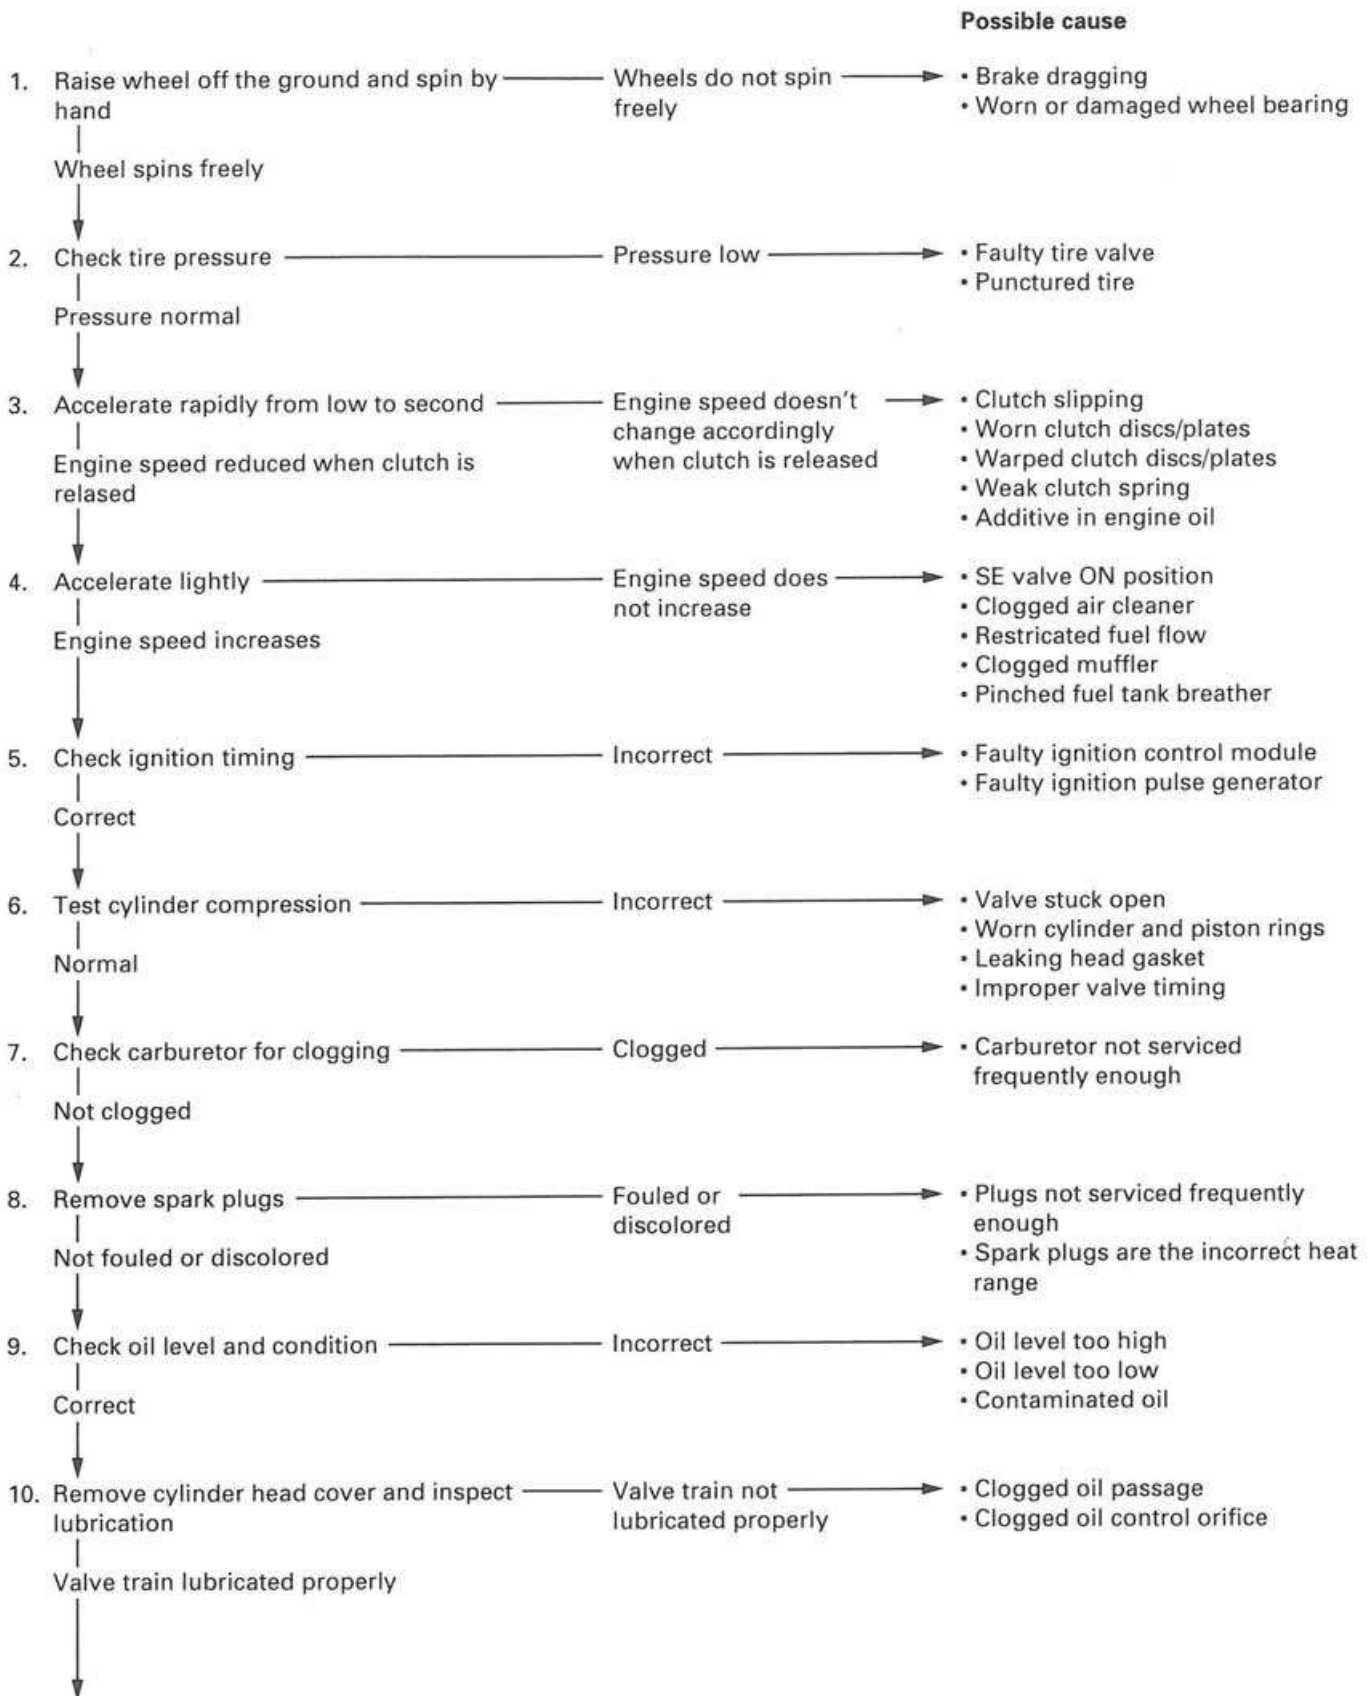 Possible cause
1. Raise wheel off the ground and spin by hand
Wheels do not spin freely
• Brake dragging
• Worn or damaged wheel bearing
Wheel spins freely
2. Check tire pressure
Pressure low
• Faulty tire valve
• Punctured tire
Pressure normal
3. Accelerate rapidly from low to second
Engine speed doesn't
change accordingly
when clutch is released
• Clutch slipping
• Worn clutch discs/plates
• Warped clutch discs/plates
• Weak clutch spring
• Additive in engine oil
Engine speed reduced when clutch is
relased
4. Accelerate lightly
Engine speed does
not increase
• SE valve ON position
• Clogged air cleaner
• Restricated fuel flow
• Clogged muffler
• Pinched fuel tank breather
Engine speed increases
5. Check ignition timing
Incorrect
• Faulty ignition control module
• Faulty ignition pulse generator
Correct
6. Test cylinder compression
Incorrect
• Valve stuck open
• Worn cylinder and piston rings
• Leaking head gasket
• Improper valve timing
Normal
7. Check carburetor for clogging
Clogged
• Carburetor not serviced
frequently enough
Not clogged
8. Remove spark plugs
Fouled or
discolored
• Plugs not serviced frequently
enough
• Spark plugs are the incorrect heat
range
Not fouled or discolored
9. Check oil level and condition
Incorrect
• Oil level too high
• Oil level too low
• Contaminated oil
Correct
10. Remove cylinder head cover and inspect
lubrication
Valve train not
lubricated properly
• Clogged oil passage
• Clogged oil control orifice
Valve train lubricated properly